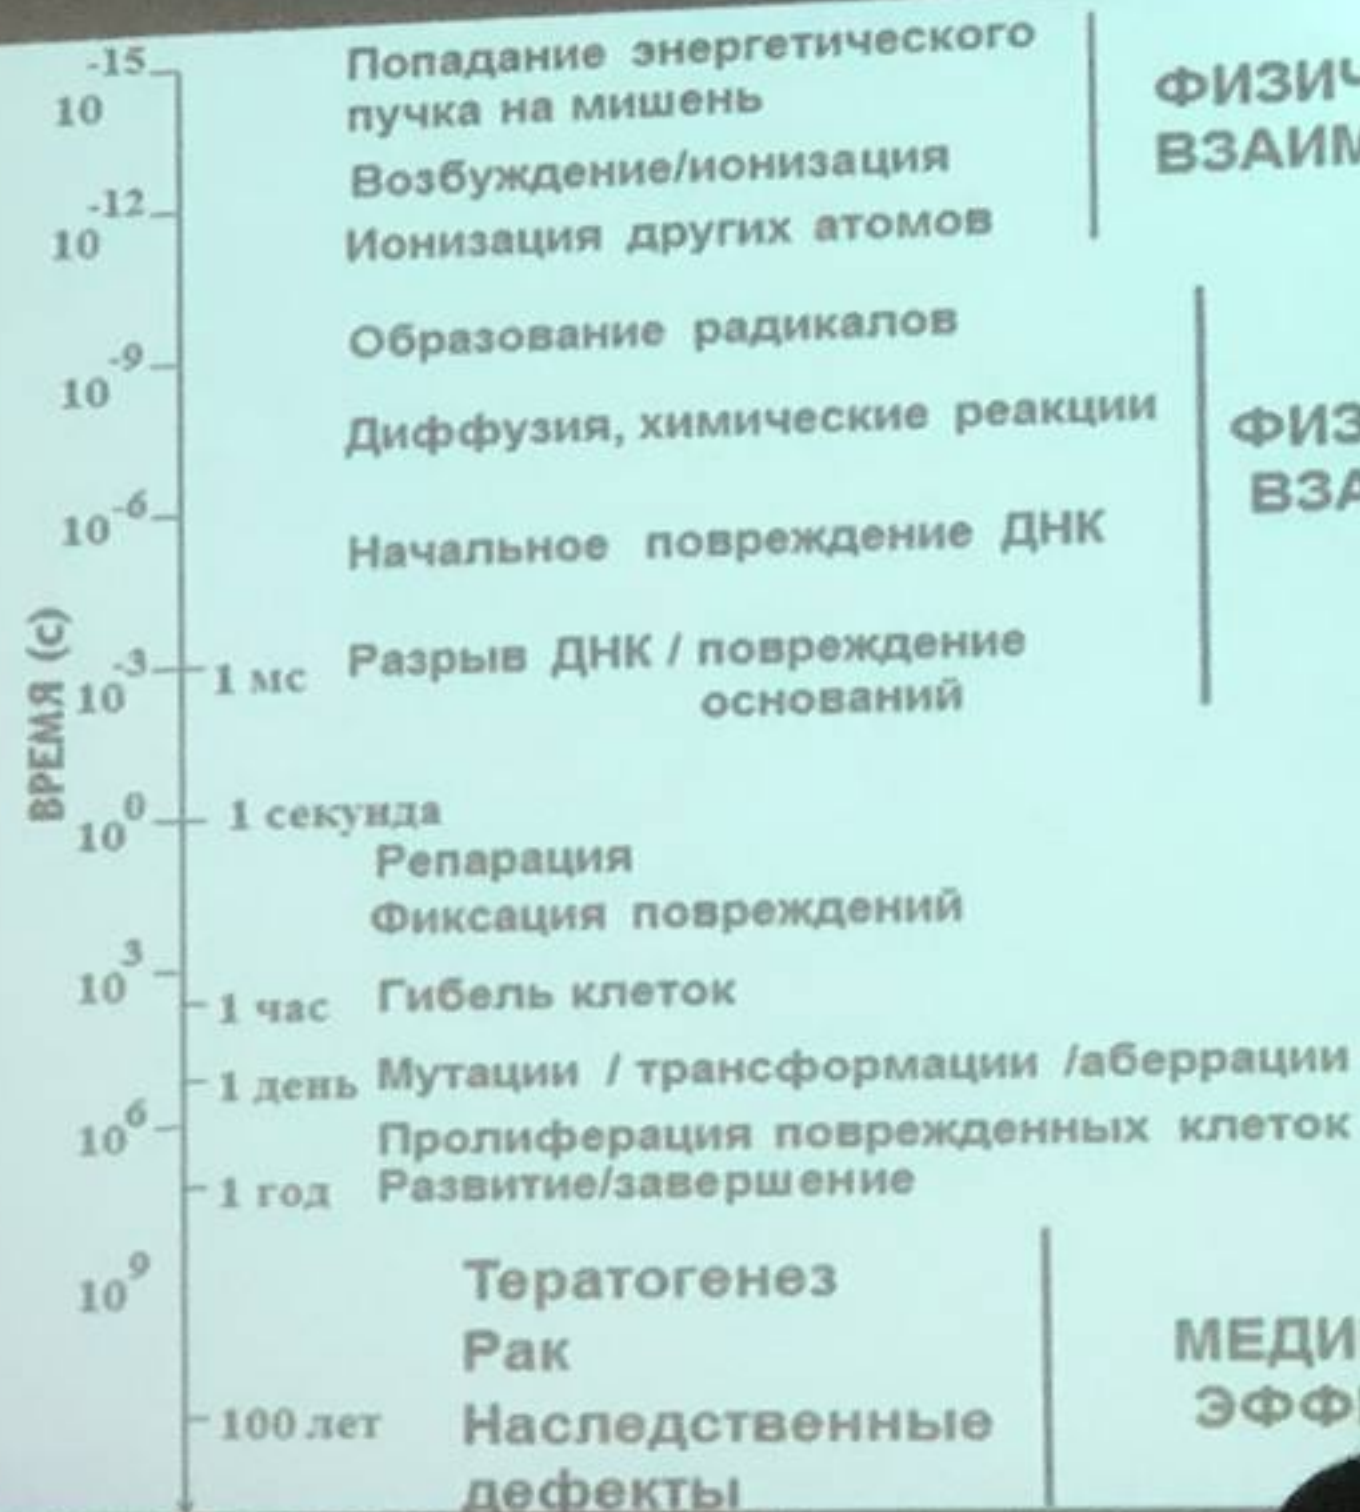 10^-15
Попадание энергетического
пучка на мишень
ФИЗИЧ
ВЗАИМ
Возбуждение/ионизация
10^-12
Ионизация других атомов
Образование радикалов
10^-9
Диффузия, химические реакции
ФИЗ
ВЗА
10^-6
Начальное повреждение ДНК
ВРЕМЯ (с)
10^-3 1 мс Разрыв ДНК / повреждение
оснований
10^0 1 секунда
Репарация
Фиксация повреждений
10^3
1 час Гибель клеток
1 день Мутации / трансформации /аберрации
10^6
Пролиферация поврежденных клеток
1 год Развитие/завершение
10^9
Тератогенез
Рак
МЕДИ
ЭФФ
100 лет Наследственные
дефекты